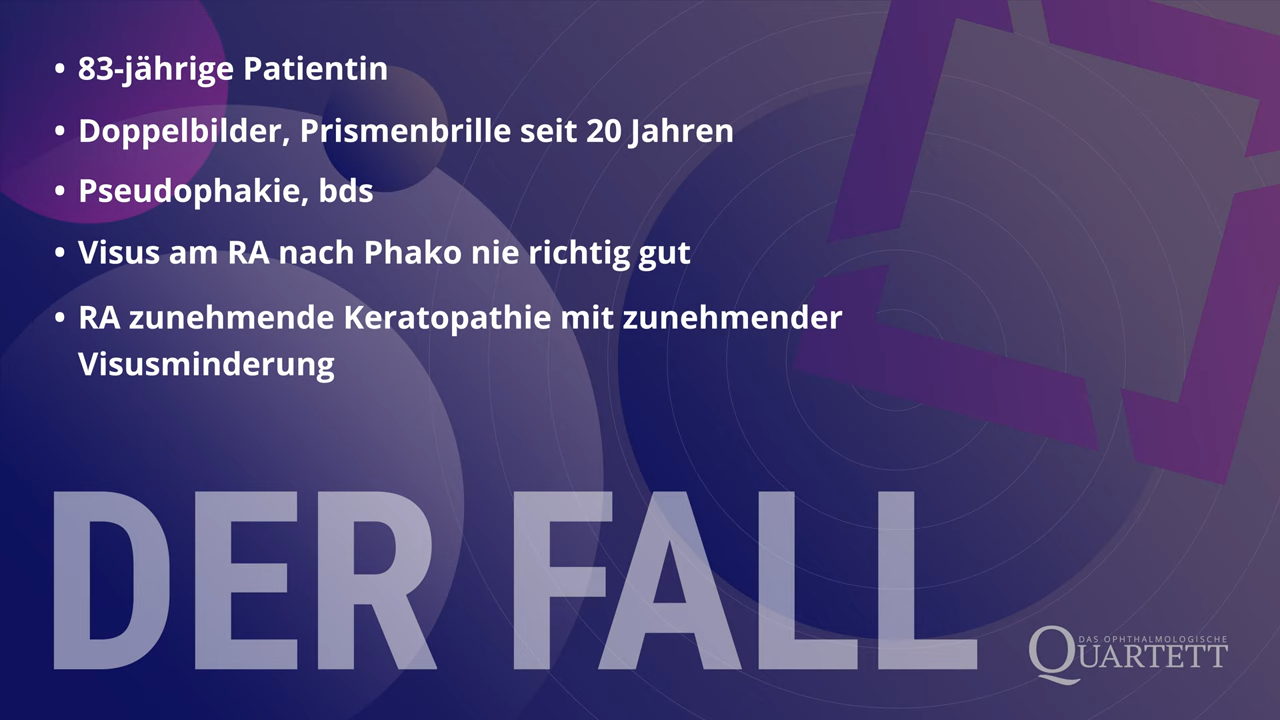 • 83-jährige Patientin
• Doppelbilder, Prismenbrille seit 20 Jahren
• Pseudophakie, bds
• Visus am RA nach Phako nie richtig gut
• RA zunehmende Keratopathie mit zunehmender
Visusminderung
DER FALL
DAS OPHTHALMOLOGISCHE
QUARTETT